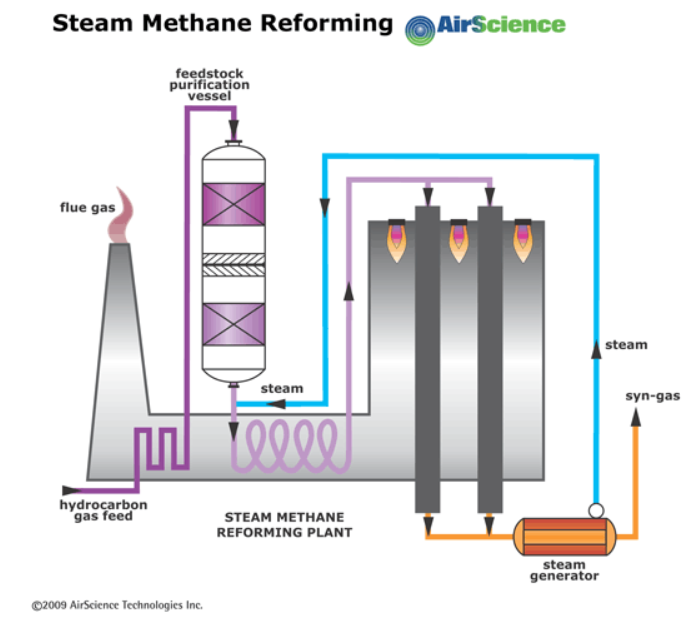 Steam Methane Reforming AirScience
feedstock
purification
vessel
flue gas
steam
steam
syn-gas
hydrocarbon
gas feed
STEAM METHANE
REFORMING PLANT
steam
generator
©2009 AirScience Technologies Inc.